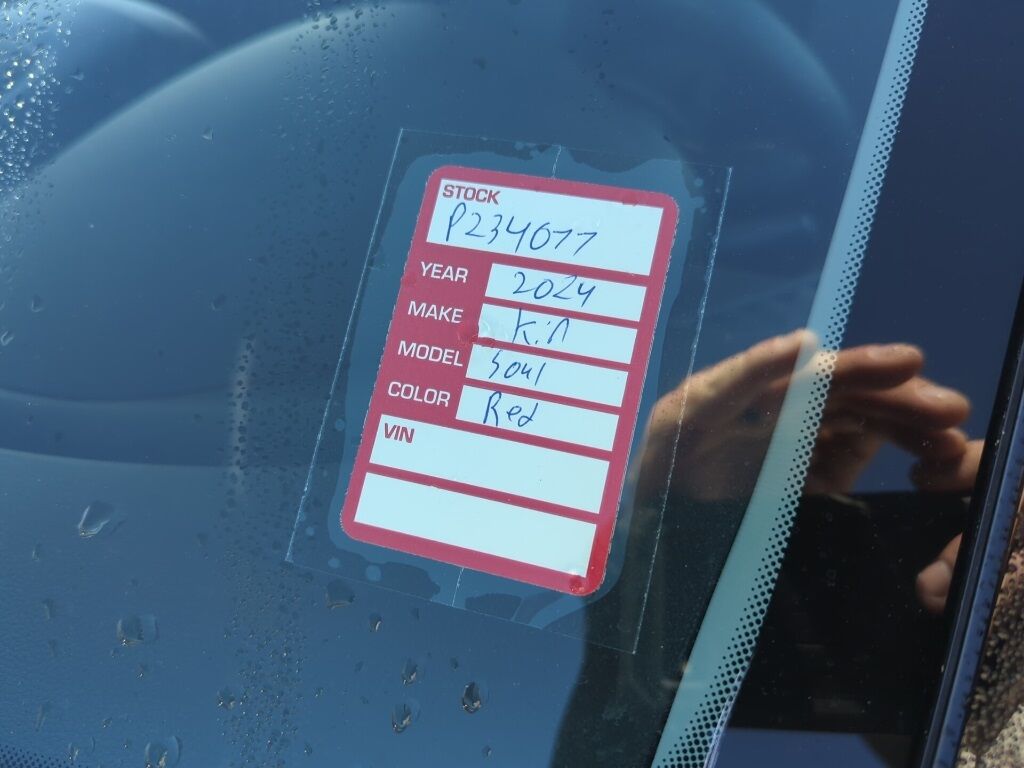 STOCK
P234077
YEAR 2024
MAKE Kia
MODEL Soul
COLOR Red
VIN